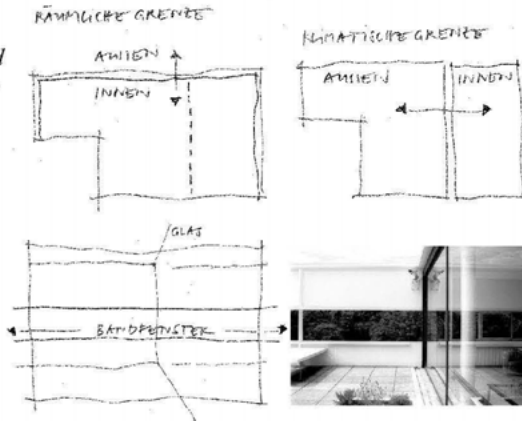 RÄUMLICHE GRENZE
AUßEN
INNEN
KLIMATISCHE GRENZE
AUßEN
INNEN
GLAS
BANDFENSTER